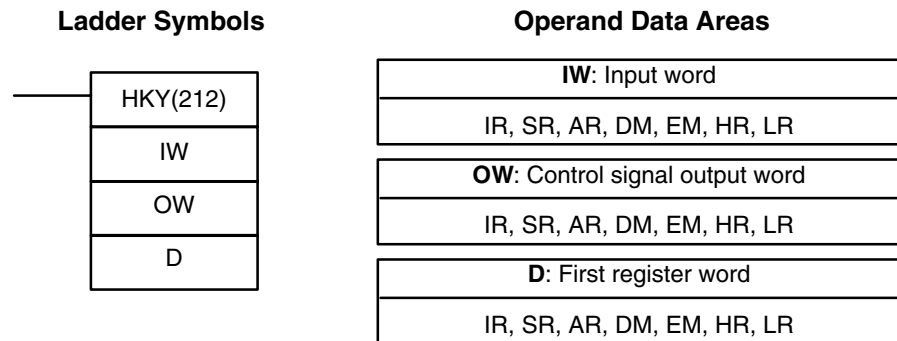 Ladder Symbols
HKY(212)
IW
OW
D
Operand Data Areas
IW: Input word
IR, SR, AR, DM, EM, HR, LR
OW: Control signal output word
IR, SR, AR, DM, EM, HR, LR
D: First register word
IR, SR, AR, DM, EM, HR, LR